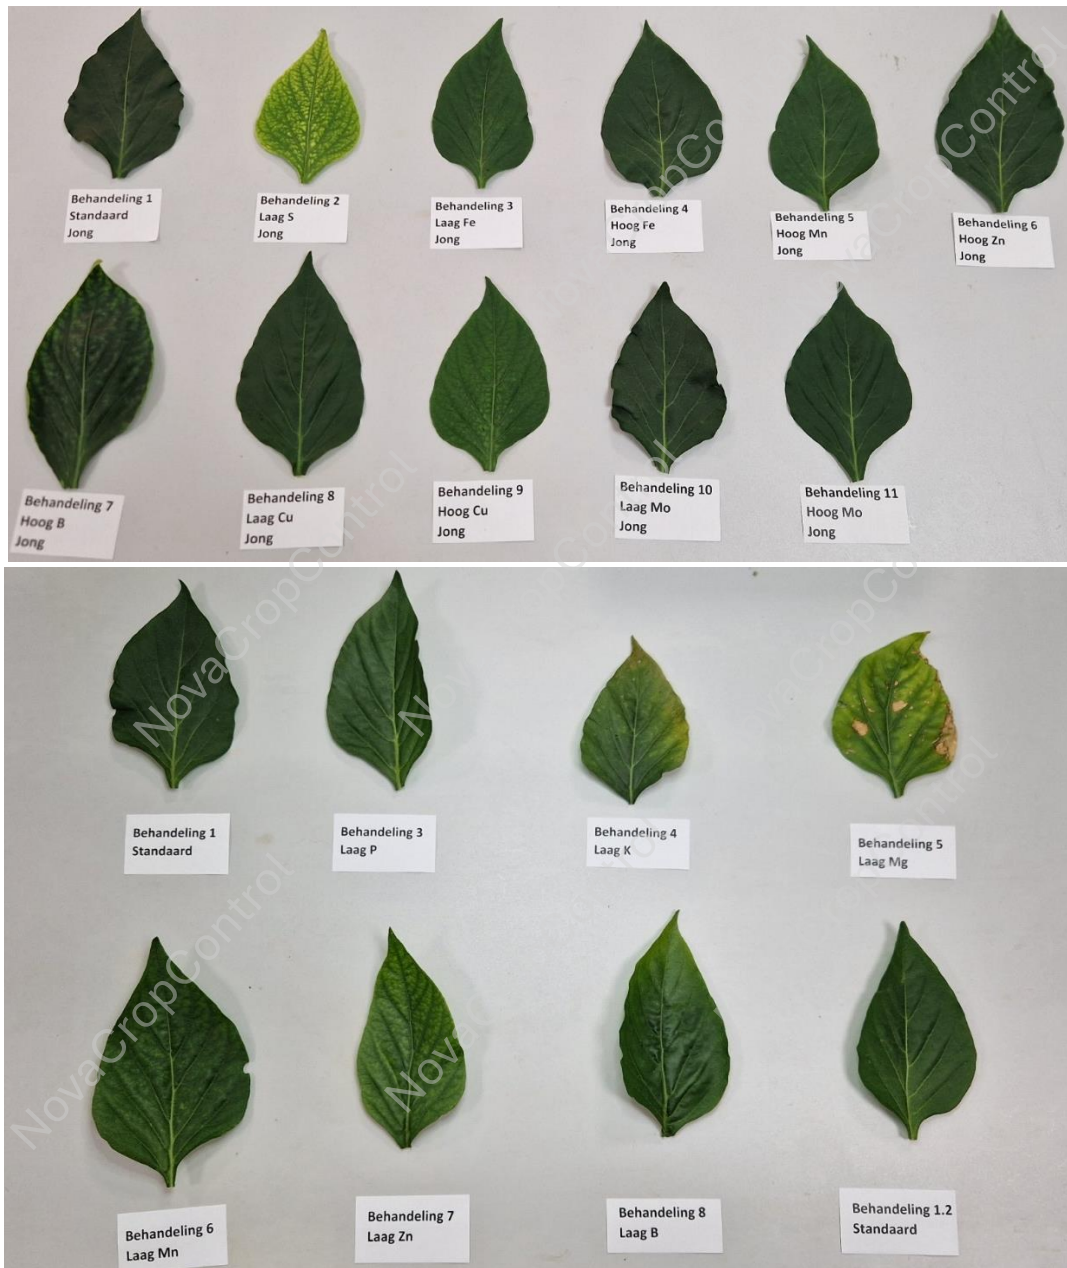 Behandeling 1
Standaard
Jong
Behandeling 2
Laag S
Jong
Behandeling 3
Laag Fe
Jong
Behandeling 4
Hoog Fe
Jong
Behandeling 5
Hoog Mn
Jong
Behandeling 6
Hoog Zn
Jong
Behandeling 7
Hoog B
Jong
Behandeling 8
Laag Cu
Jong
Behandeling 9
Hoog Cu
Jong
Behandeling 10
Laag Mo
Jong
Behandeling 11
Hoog Mo
Jong
Behandeling 1
Standaard
Behandeling 3
Laag P
Behandeling 4
Laag K
Behandeling 5
Laag Mg
Behandeling 6
Laag Mn
Behandeling 7
Laag Zn
Behandeling 8
Laag B
Behandeling 1.2
Standaard
NovaCropControl